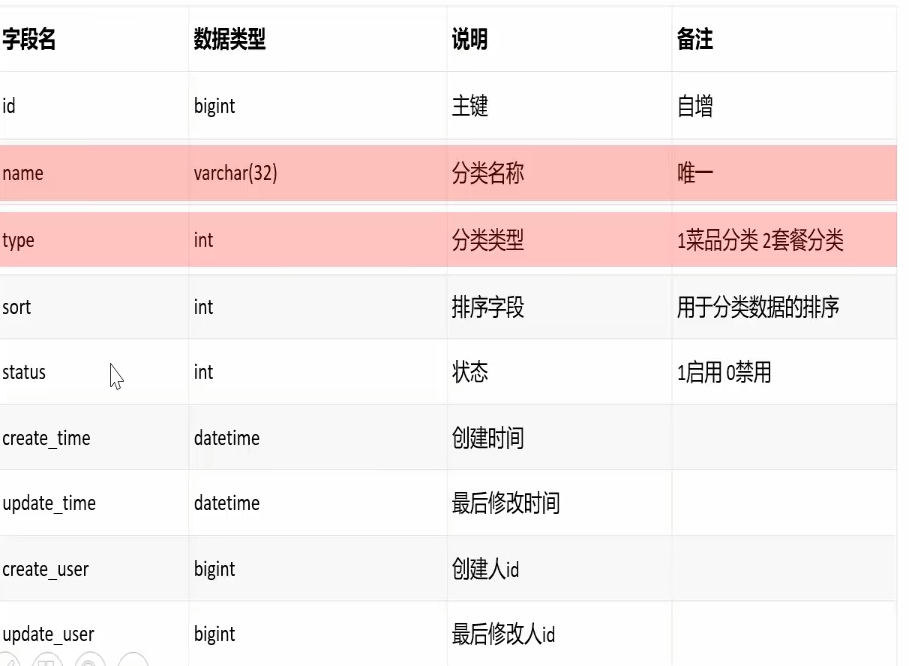 字段名 数据类型 说明 备注
id bigint 主键 自增
name varchar(32) 分类名称 唯一
type int 分类类型 1菜品分类 2套餐分类
sort int 排序字段 用于分类数据的排序
status int 状态 1启用 0禁用
create_time datetime 创建时间
update_time datetime 最后修改时间
create_user bigint 创建人id
update_user bigint 最后修改人id